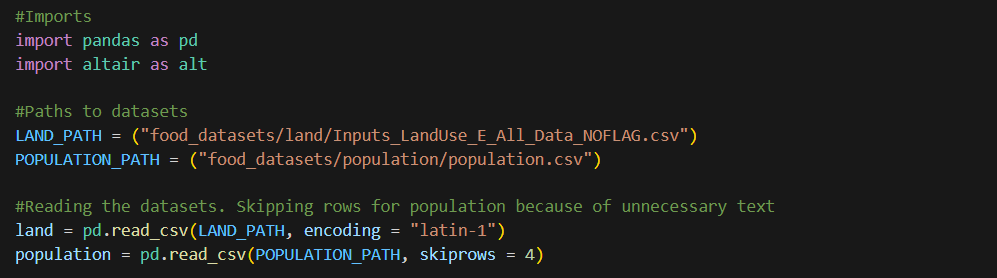 #Imports
import pandas as pd
import altair as alt
#Paths to datasets
LAND_PATH = ("food_datasets/land/Inputs_LandUse_E_All_Data_NOFLAG.csv")
POPULATION_PATH = ("food_datasets/population/population.csv")
#Reading the datasets. Skipping rows for population because of unnecessary text
land = pd.read_csv(LAND_PATH, encoding = "latin-1")
population = pd.read_csv(POPULATION_PATH, skiprows = 4)